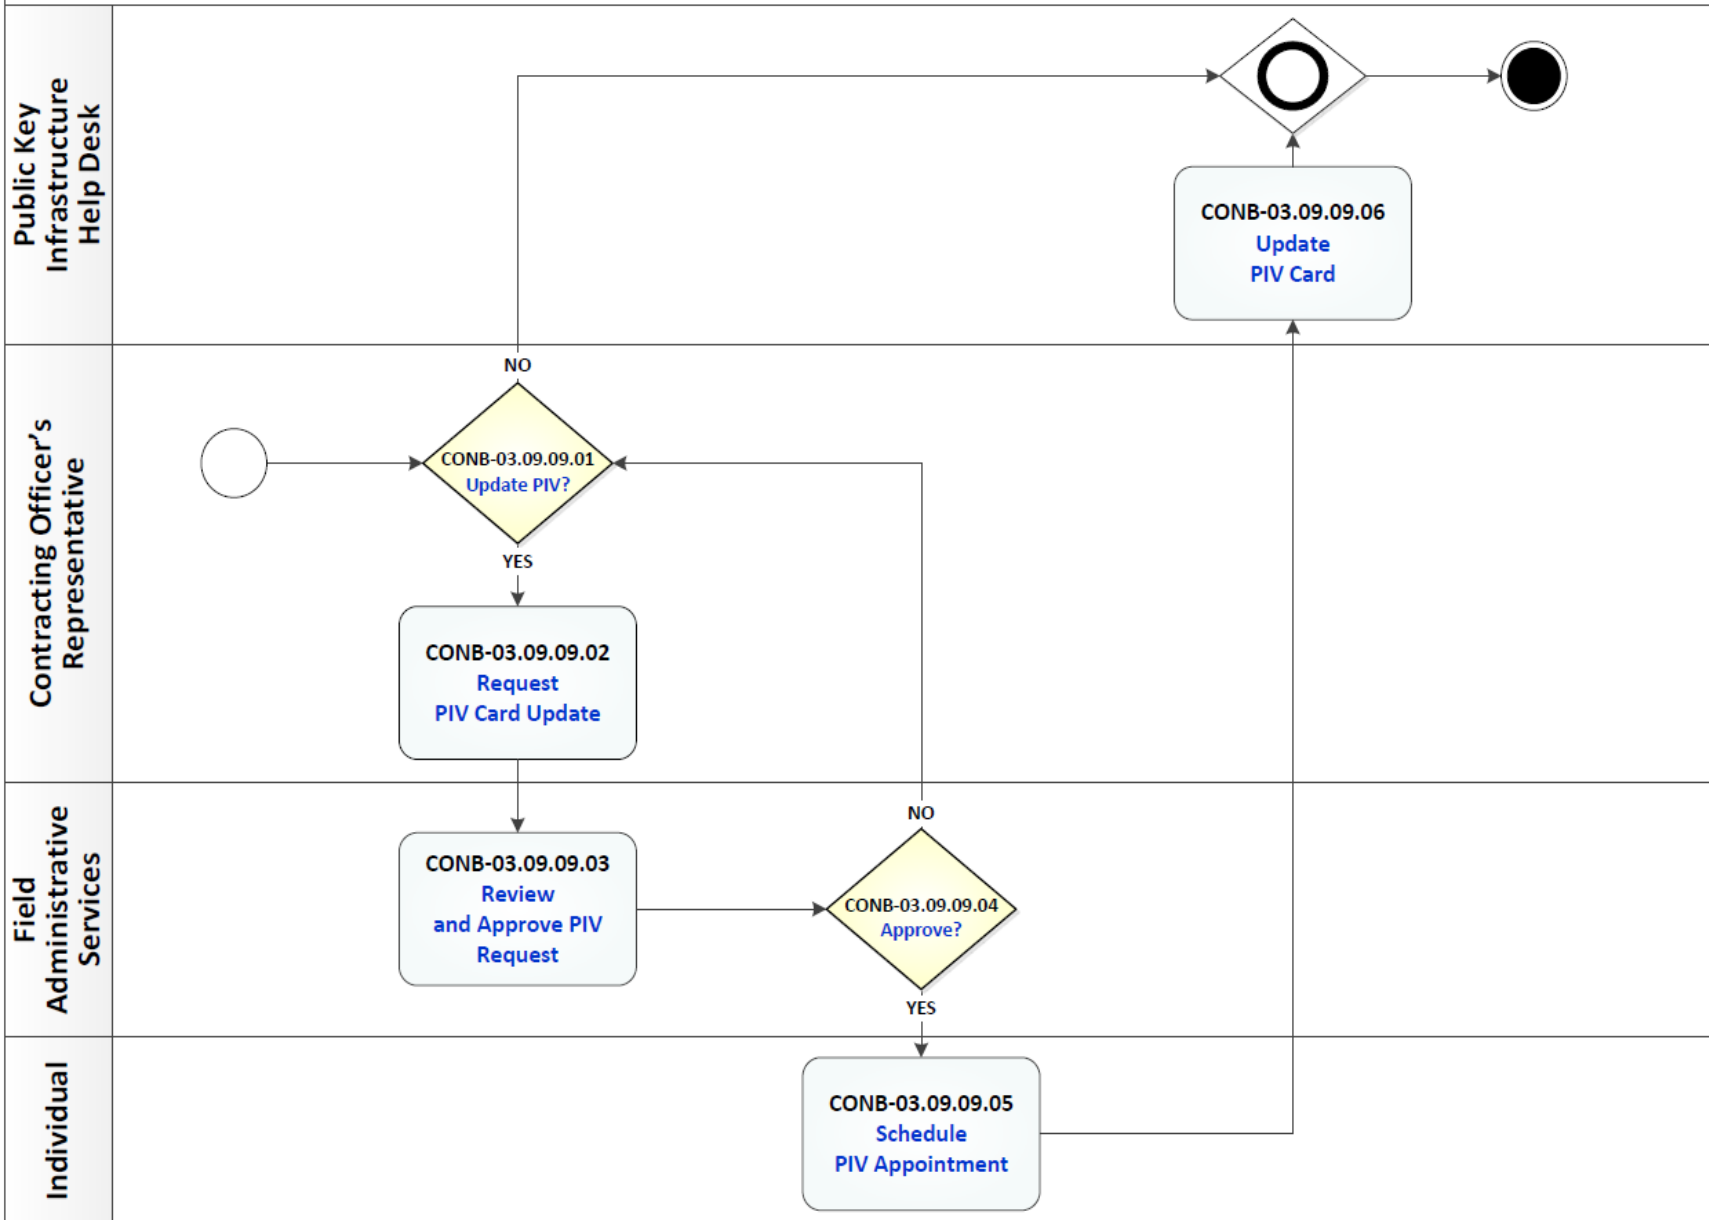 Public Key
Infrastructure
Help Desk
CONB-03.09.09.06
Update
PIV Card
Contracting Officer's
Representative
NO
CONB-03.09.09.01
Update PIV?
YES
CONB-03.09.09.02
Request
PIV Card Update
Field
Administrative
Services
CONB-03.09.09.03
Review
and Approve PIV
Request
NO
CONB-03.09.09.04
Approve?
YES
Individual
CONB-03.09.09.05
Schedule
PIV Appointment